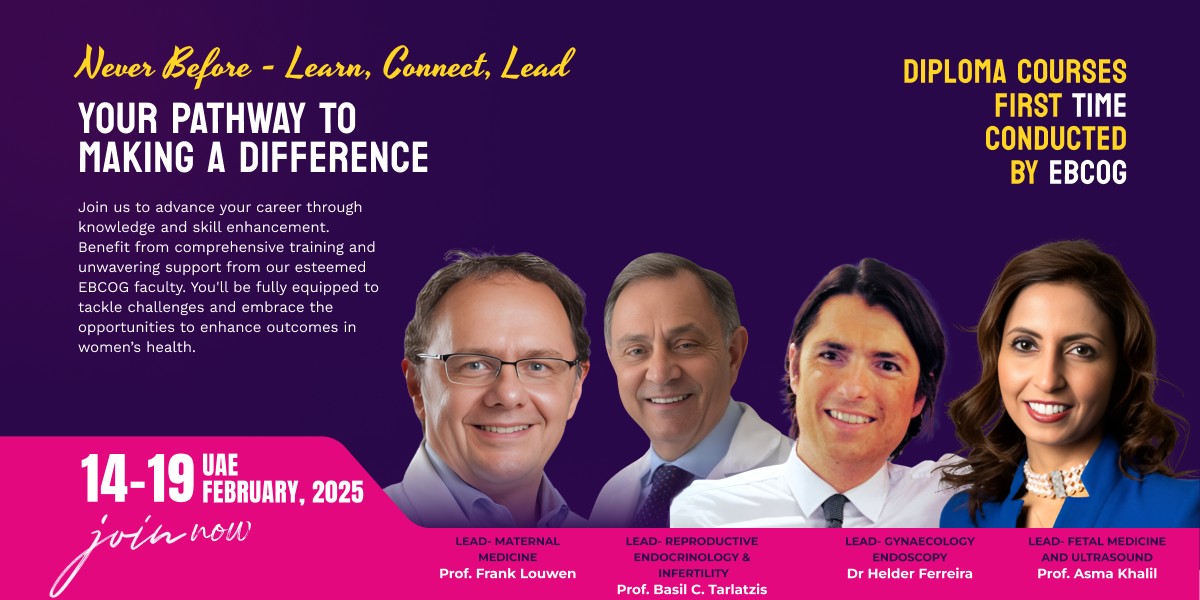 Never Before - Learn, Connect, Lead
YOUR PATHWAY TO
MAKING A DIFFERENCE
Join us to advance your career through
knowledge and skill enhancement.
Benefit from comprehensive training and
unwavering support from our esteemed
EBCOG faculty. You'll be fully equipped to
tackle challenges and embrace the
opportunities to enhance outcomes in
women’s health.
DIPLOMA COURSES
FIRST TIME
CONDUCTED
BY EBCOG
14-19 UAE
FEBRUARY, 2025
join now
LEAD- MATERNAL
MEDICINE
Prof. Frank Louwen
LEAD- REPRODUCTIVE
ENDOCRINOLOGY &
INFERTILITY
Prof. Basil C. Tarlatzis
LEAD- GYNAECOLOGY
ENDOSCOPY
Dr Helder Ferreira
LEAD- FETAL MEDICINE
AND ULTRASOUND
Prof. Asma Khalil